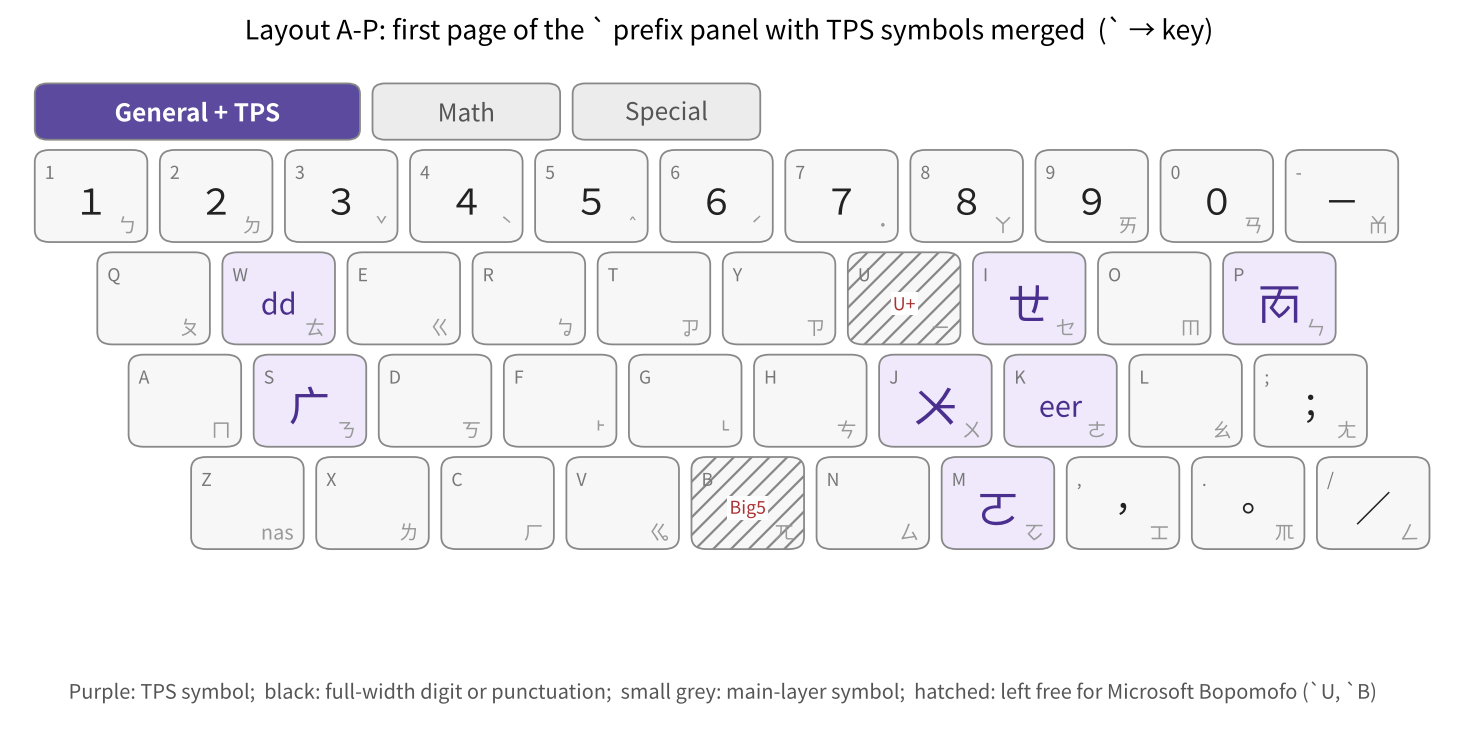 Layout A-P: first page of the ` prefix panel with TPS symbols merged (` → key)
General + TPS Math Special
1 2 3 4 5 6 7 8 9 0 -
1 2 3 4 5 6 7 8 9 0 －
ㄅ ㄉ ˇ ˋ ˆ ˊ ˙ ㄚ ㄞ ㄢ ㆰ
Q W E R T Y U I O P
dd U+
ㄆ ㄊ ㄍ ㆠ ㆡ ㄗ ㄧ ㆤ ㆬ ㄣ
A S D F G H J K L ;
eer ；
ㄇ ㄋ ㄎ ㄘ ㄨ ㄜ ㄠ ㄤ
Z X C V B N M , . /
Big5 ， 。 ／
nas ㄌ ㄏ ㆣ ㄙ ㆦ ㆭ ㄥ
Purple: TPS symbol; black: full-width digit or punctuation; small grey: main-layer symbol; hatched: left free for Microsoft Bopomofo (`U, `B)